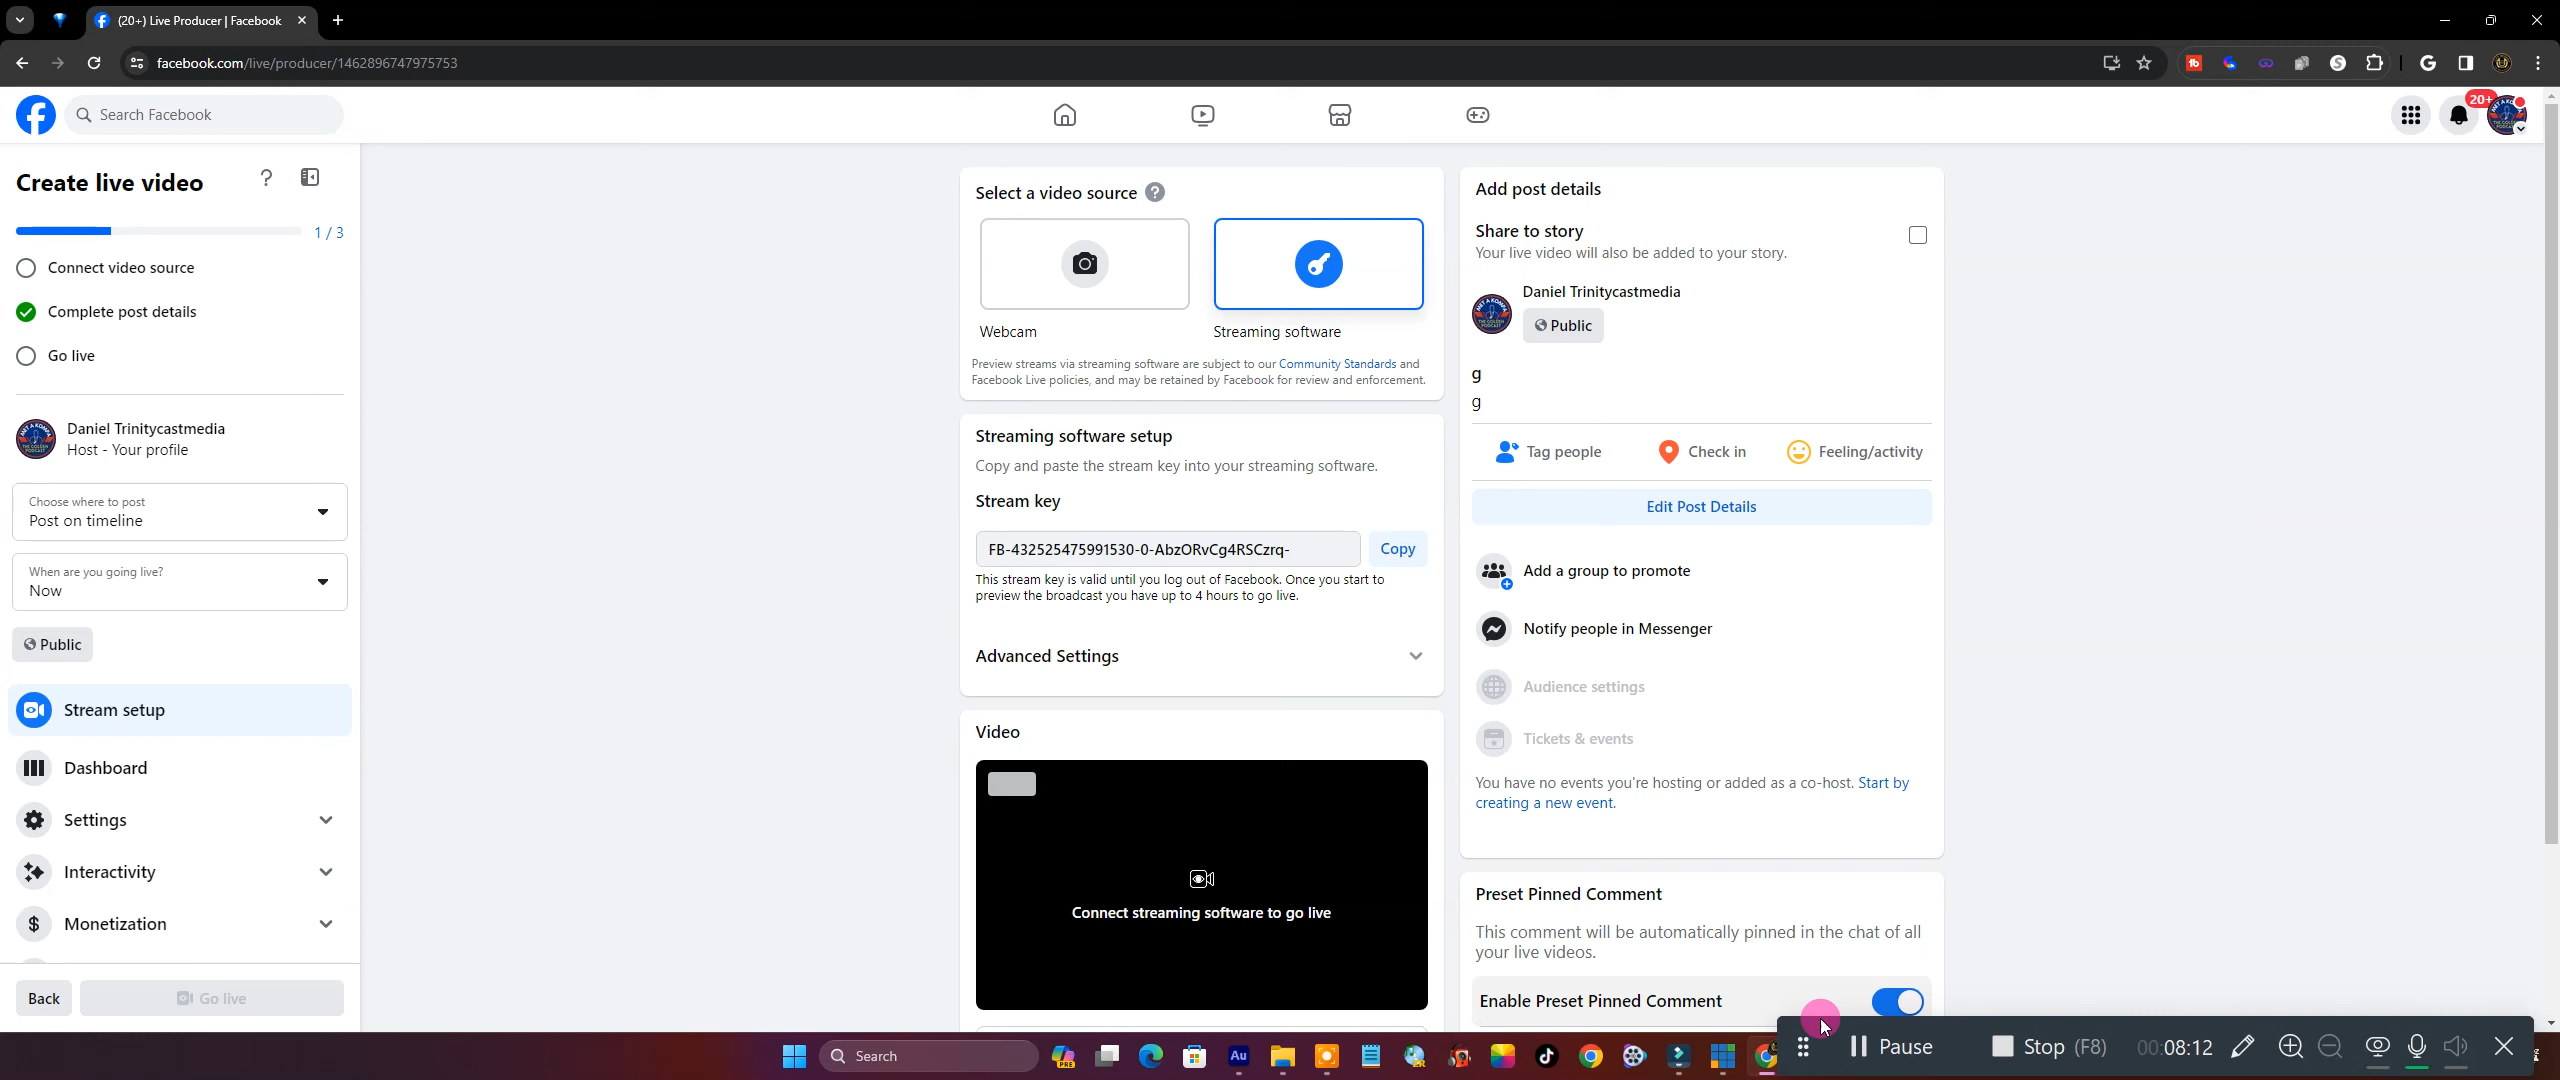 (20+) Live Producer | Facebook
facebook.com/live/producer/1462896747975753
Search Facebook
20+
Create live video
1 / 3
Connect video source
Complete post details
Go live
Daniel Trinitycastmedia
Host - Your profile
Choose where to post
Post on timeline
When are you going live?
Now
Public
Stream setup
Dashboard
Settings
Interactivity
Monetization
Back
Go live
Select a video source
Webcam
Streaming software
Preview streams via streaming software are subject to our Community Standards and
Facebook Live policies, and may be retained by Facebook for review and enforcement.
Streaming software setup
Copy and paste the stream key into your streaming software.
Stream key
FB-432525475991530-0-AbzORvCg4RSCzrq-
Copy
This stream key is valid until you log out of Facebook. Once you start to
preview the broadcast you have up to 4 hours to go live.
Advanced Settings
Video
Connect streaming software to go live
Add post details
Share to story
Your live video will also be added to your story.
Daniel Trinitycastmedia
Public
g
g
Tag people
Check in
Feeling/activity
Edit Post Details
Add a group to promote
Notify people in Messenger
Audience settings
Tickets & events
You have no events you're hosting or added as a co-host. Start by
creating a new event.
Preset Pinned Comment
This comment will be automatically pinned in the chat of all
your live videos.
Enable Preset Pinned Comment
Search
PRE
Au
Pause
Stop (F8)
00:08:12